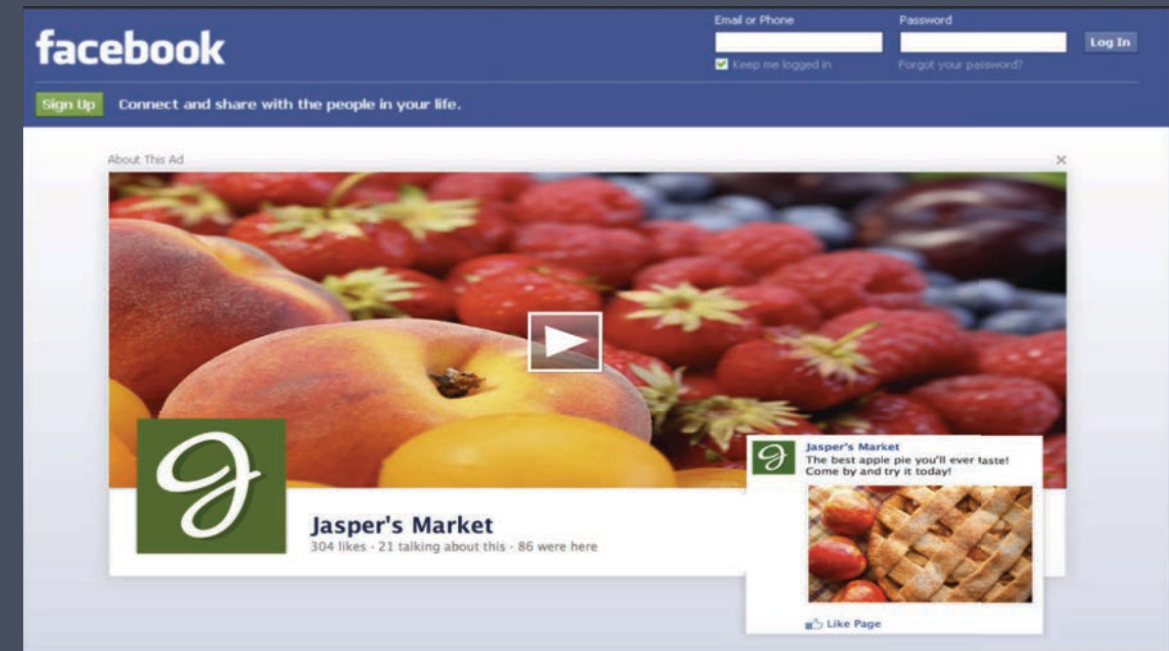 facebook
Email or Phone
Password
Log In
Keep me logged in
Forgot your password?
Sign Up
Connect and share with the people in your life.
About This Ad
Jasper's Market
304 likes · 21 talking about this · 86 were here
Jasper's Market
The best apple pie you'll ever taste!
Come by and try it today!
Like Page